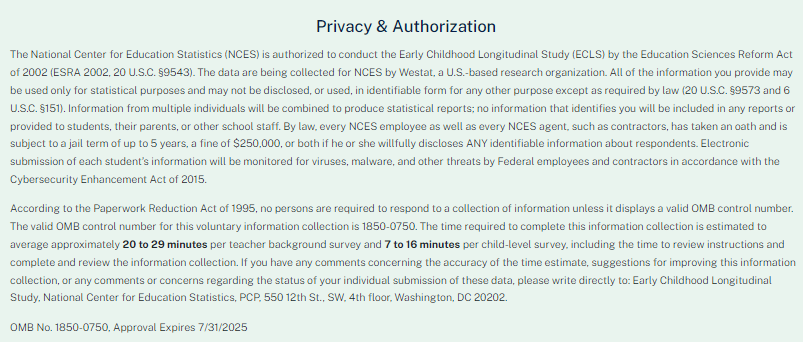 Privacy & Authorization
The National Center for Education Statistics (NCES) is authorized to conduct the Early Childhood Longitudinal Study (ECLS) by the Education Sciences Reform Act
of 2002 (ESRA 2002, 20 U.S.C. §9543). The data are being collected for NCES by Westat, a U.S.-based research organization. All of the information you provide may
be used only for statistical purposes and may not be disclosed, or used, in identifiable form for any other purpose except as required by law (20 U.S.C. §9573 and 6
U.S.C. §151). Information from multiple individuals will be combined to produce statistical reports; no information that identifies you will be included in any reports or
provided to students, their parents, or other school staff. By law, every NCES employee as well as every NCES agent, such as contractors, has taken an oath and is
subject to a jail term of up to 5 years, a fine of $250,000, or both if he or she willfully discloses ANY identifiable information about respondents. Electronic
submission of each student's information will be monitored for viruses, malware, and other threats by Federal employees and contractors in accordance with the
Cybersecurity Enhancement Act of 2015.
According to the Paperwork Reduction Act of 1995, no persons are required to respond to a collection of information unless it displays a valid OMB control number.
The valid OMB control number for this voluntary information collection is 1850-0750. The time required to complete this information collection is estimated to
average approximately 20 to 29 minutes per teacher background survey and 7 to 16 minutes per child-level survey, including the time to review instructions and
complete and review the information collection. If you have any comments concerning the accuracy of the time estimate, suggestions for improving this information
collection, or any comments or concerns regarding the status of your individual submission of these data, please write directly to: Early Childhood Longitudinal
Study, National Center for Education Statistics, PCP, 550 12th St., SW, 4th floor, Washington, DC 20202.
OMB No. 1850-0750, Approval Expires 7/31/2025